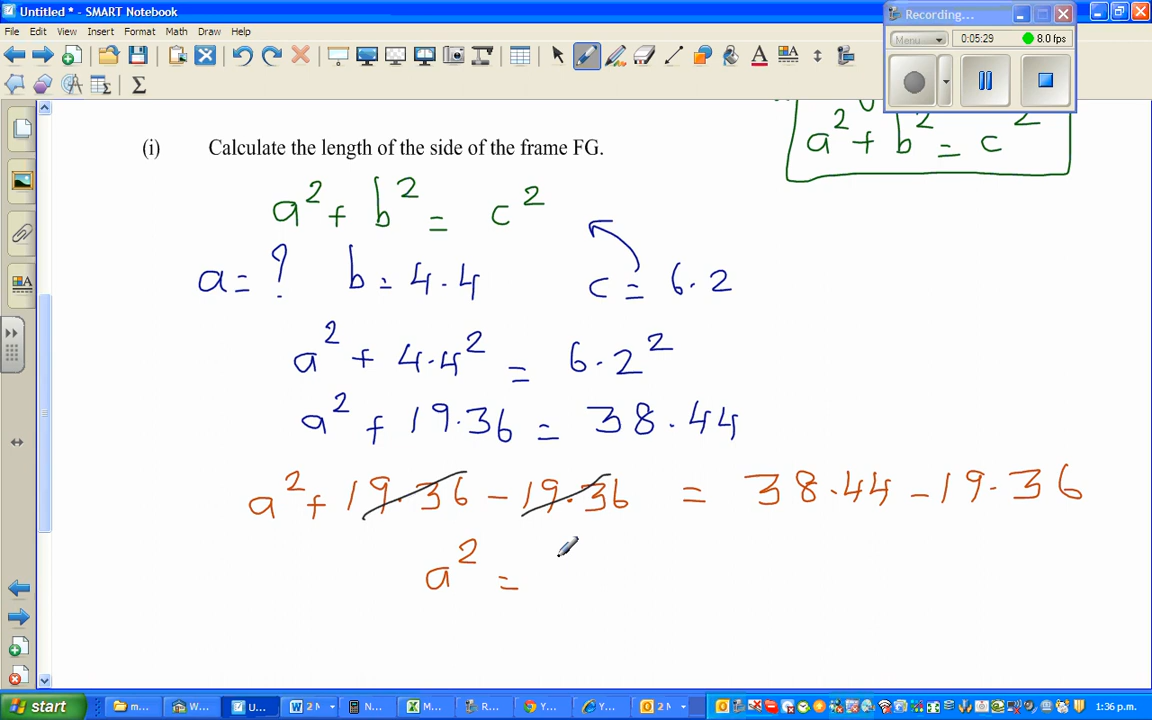 Untitled * - SMART Notebook
File Edit View Insert Format Math Draw Help
Recording...
Menu 0:05:29 8.0 fps
a² + b² = c²
(i) Calculate the length of the side of the frame FG.
a² + b² = c²
a = ? b = 4.4 c = 6.2
a² + 4.4² = 6.2²
a² + 19.36 = 38.44
a² + 19.36 - 19.36 = 38.44 - 19.36
a² =
start m... W... U... 2 N... X M... R... Y... Y... 2 M... 1:36 p.m.